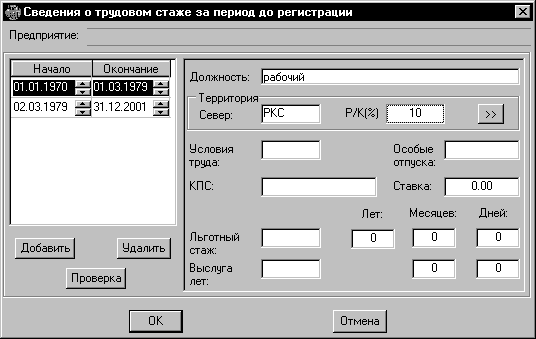 Сведения о трудовом стаже за период до регистрации
Предприятие:
Начало Окончание
01.01.1970 01.03.1979
02.03.1979 31.12.2001
Добавить Удалить
Проверка
Должность: рабочий
Территория
Север: РКС Р/К(%) 10 >>
Условия труда: Особые отпуска:
КПС: Ставка: 0.00
Лет: Месяцев: Дней:
Льготный стаж: 0 0 0
Выслуга лет: 0 0
OK Отмена